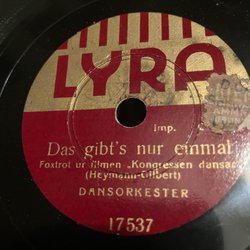 LYRA
Imp.
Das gibt's nur einmal
Foxtrot ur filmen „Kongressen dansar
(Heymann-Gilbert)
DANSORKESTER
17537